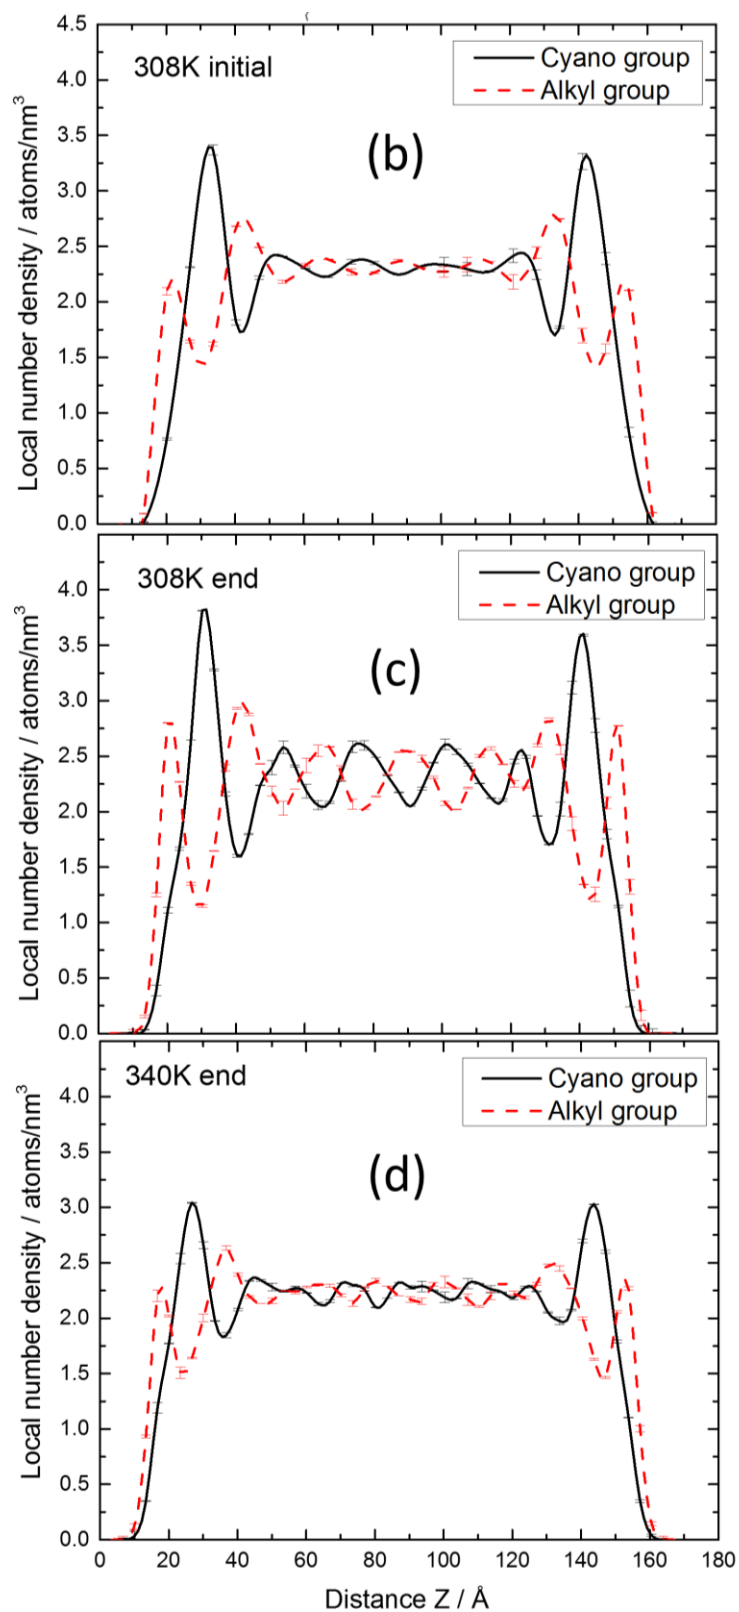 4.5
4.0
3.5
3.0
2.5
2.0
1.5
1.0
0.5
0.0
Local number density / atoms/nm³
308K initial
Cyano group
Alkyl group
(b)
4.0
3.5
3.0
2.5
2.0
1.5
1.0
0.5
0.0
Local number density / atoms/nm³
308K end
Cyano group
Alkyl group
(c)
4.0
3.5
3.0
2.5
2.0
1.5
1.0
0.5
0.0
Local number density / atoms/nm³
340K end
Cyano group
Alkyl group
(d)
0 20 40 60 80 100 120 140 160 180
Distance Z / Å